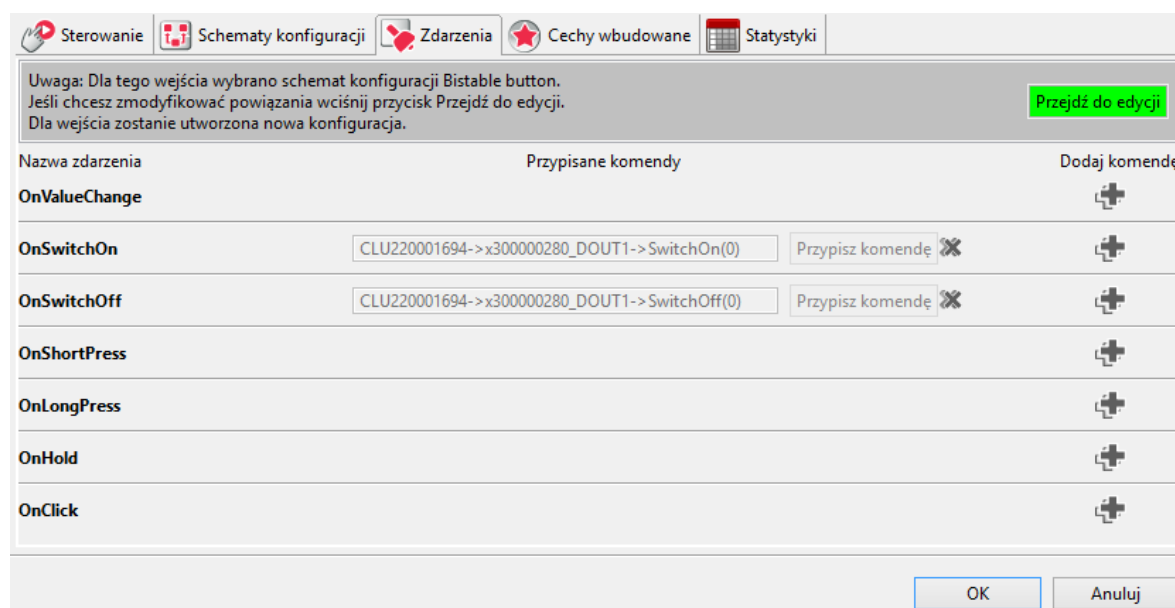 Sterowanie Schematy konfiguracji Zdarzenia Cechy wbudowane Statystyki
Uwaga: Dla tego wejścia wybrano schemat konfiguracji Bistable button.
Jeśli chcesz zmodyfikować powiązania wciśnij przycisk Przejdź do edycji.
Dla wejścia zostanie utworzona nowa konfiguracja.
Przejdź do edycji
Nazwa zdarzenia Przypisane komendy Dodaj komendę
OnValueChange
OnSwitchOn CLU220001694->x300000280_DOUT1->SwitchOn(0) Przypisz komendę
OnSwitchOff CLU220001694->x300000280_DOUT1->SwitchOff(0) Przypisz komendę
OnShortPress
OnLongPress
OnHold
OnClick
OK Anuluj